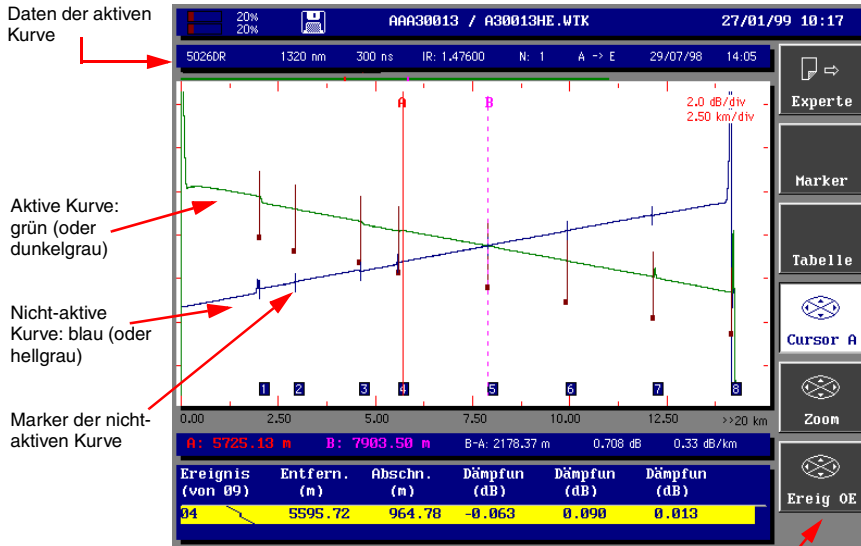 Daten der aktiven
Kurve
20%
20%
AAA30013 / A30013HE.WTK
27/01/99 10:17
5026DR 1320 nm 300 ns IR: 1.47600 N: 1 A -> E 29/07/98 14:05
A
B
2.0 dB/div
2.50 km/div
Experte
Marker
Tabelle
Cursor A
Zoom
Ereig OE
Aktive Kurve:
grün (oder
dunkelgrau)
Nicht-aktive
Kurve: blau (oder
hellgrau)
Marker der nicht-
aktiven Kurve
1 2 3 4 5 6 7 8
0.00 2.50 5.00 7.50 10.00 12.50 >>20 km
A: 5725.13 m B: 7903.50 m B-A: 2178.37 m 0.708 dB 0.33 dB/km
Ereignis Entfern. Abschn. Dämpfun Dämpfun Dämpfun
(von 09) (m) (m) (dB) (dB) (dB)
04 5595.72 964.78 -0.063 0.090 0.013